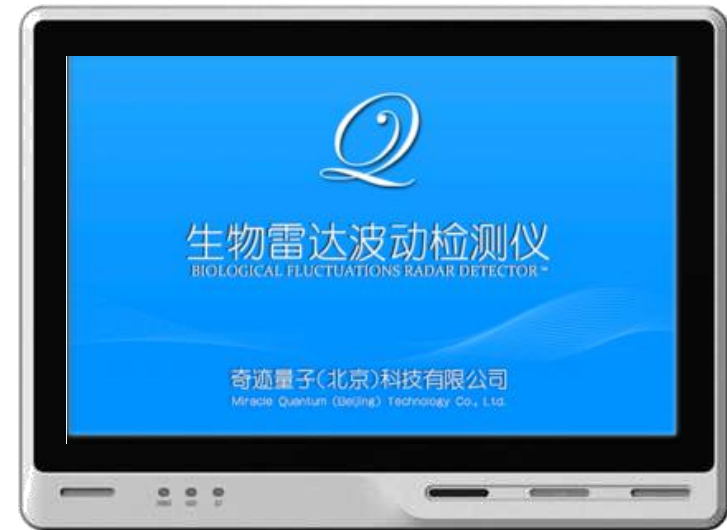 Q
生物雷达波动检测仪
BIOLOGICAL FLUCTUATIONS RADAR DETECTOR™
奇迹量子(北京)科技有限公司
Miracle Quantum (Beijing) Technology Co., Ltd.